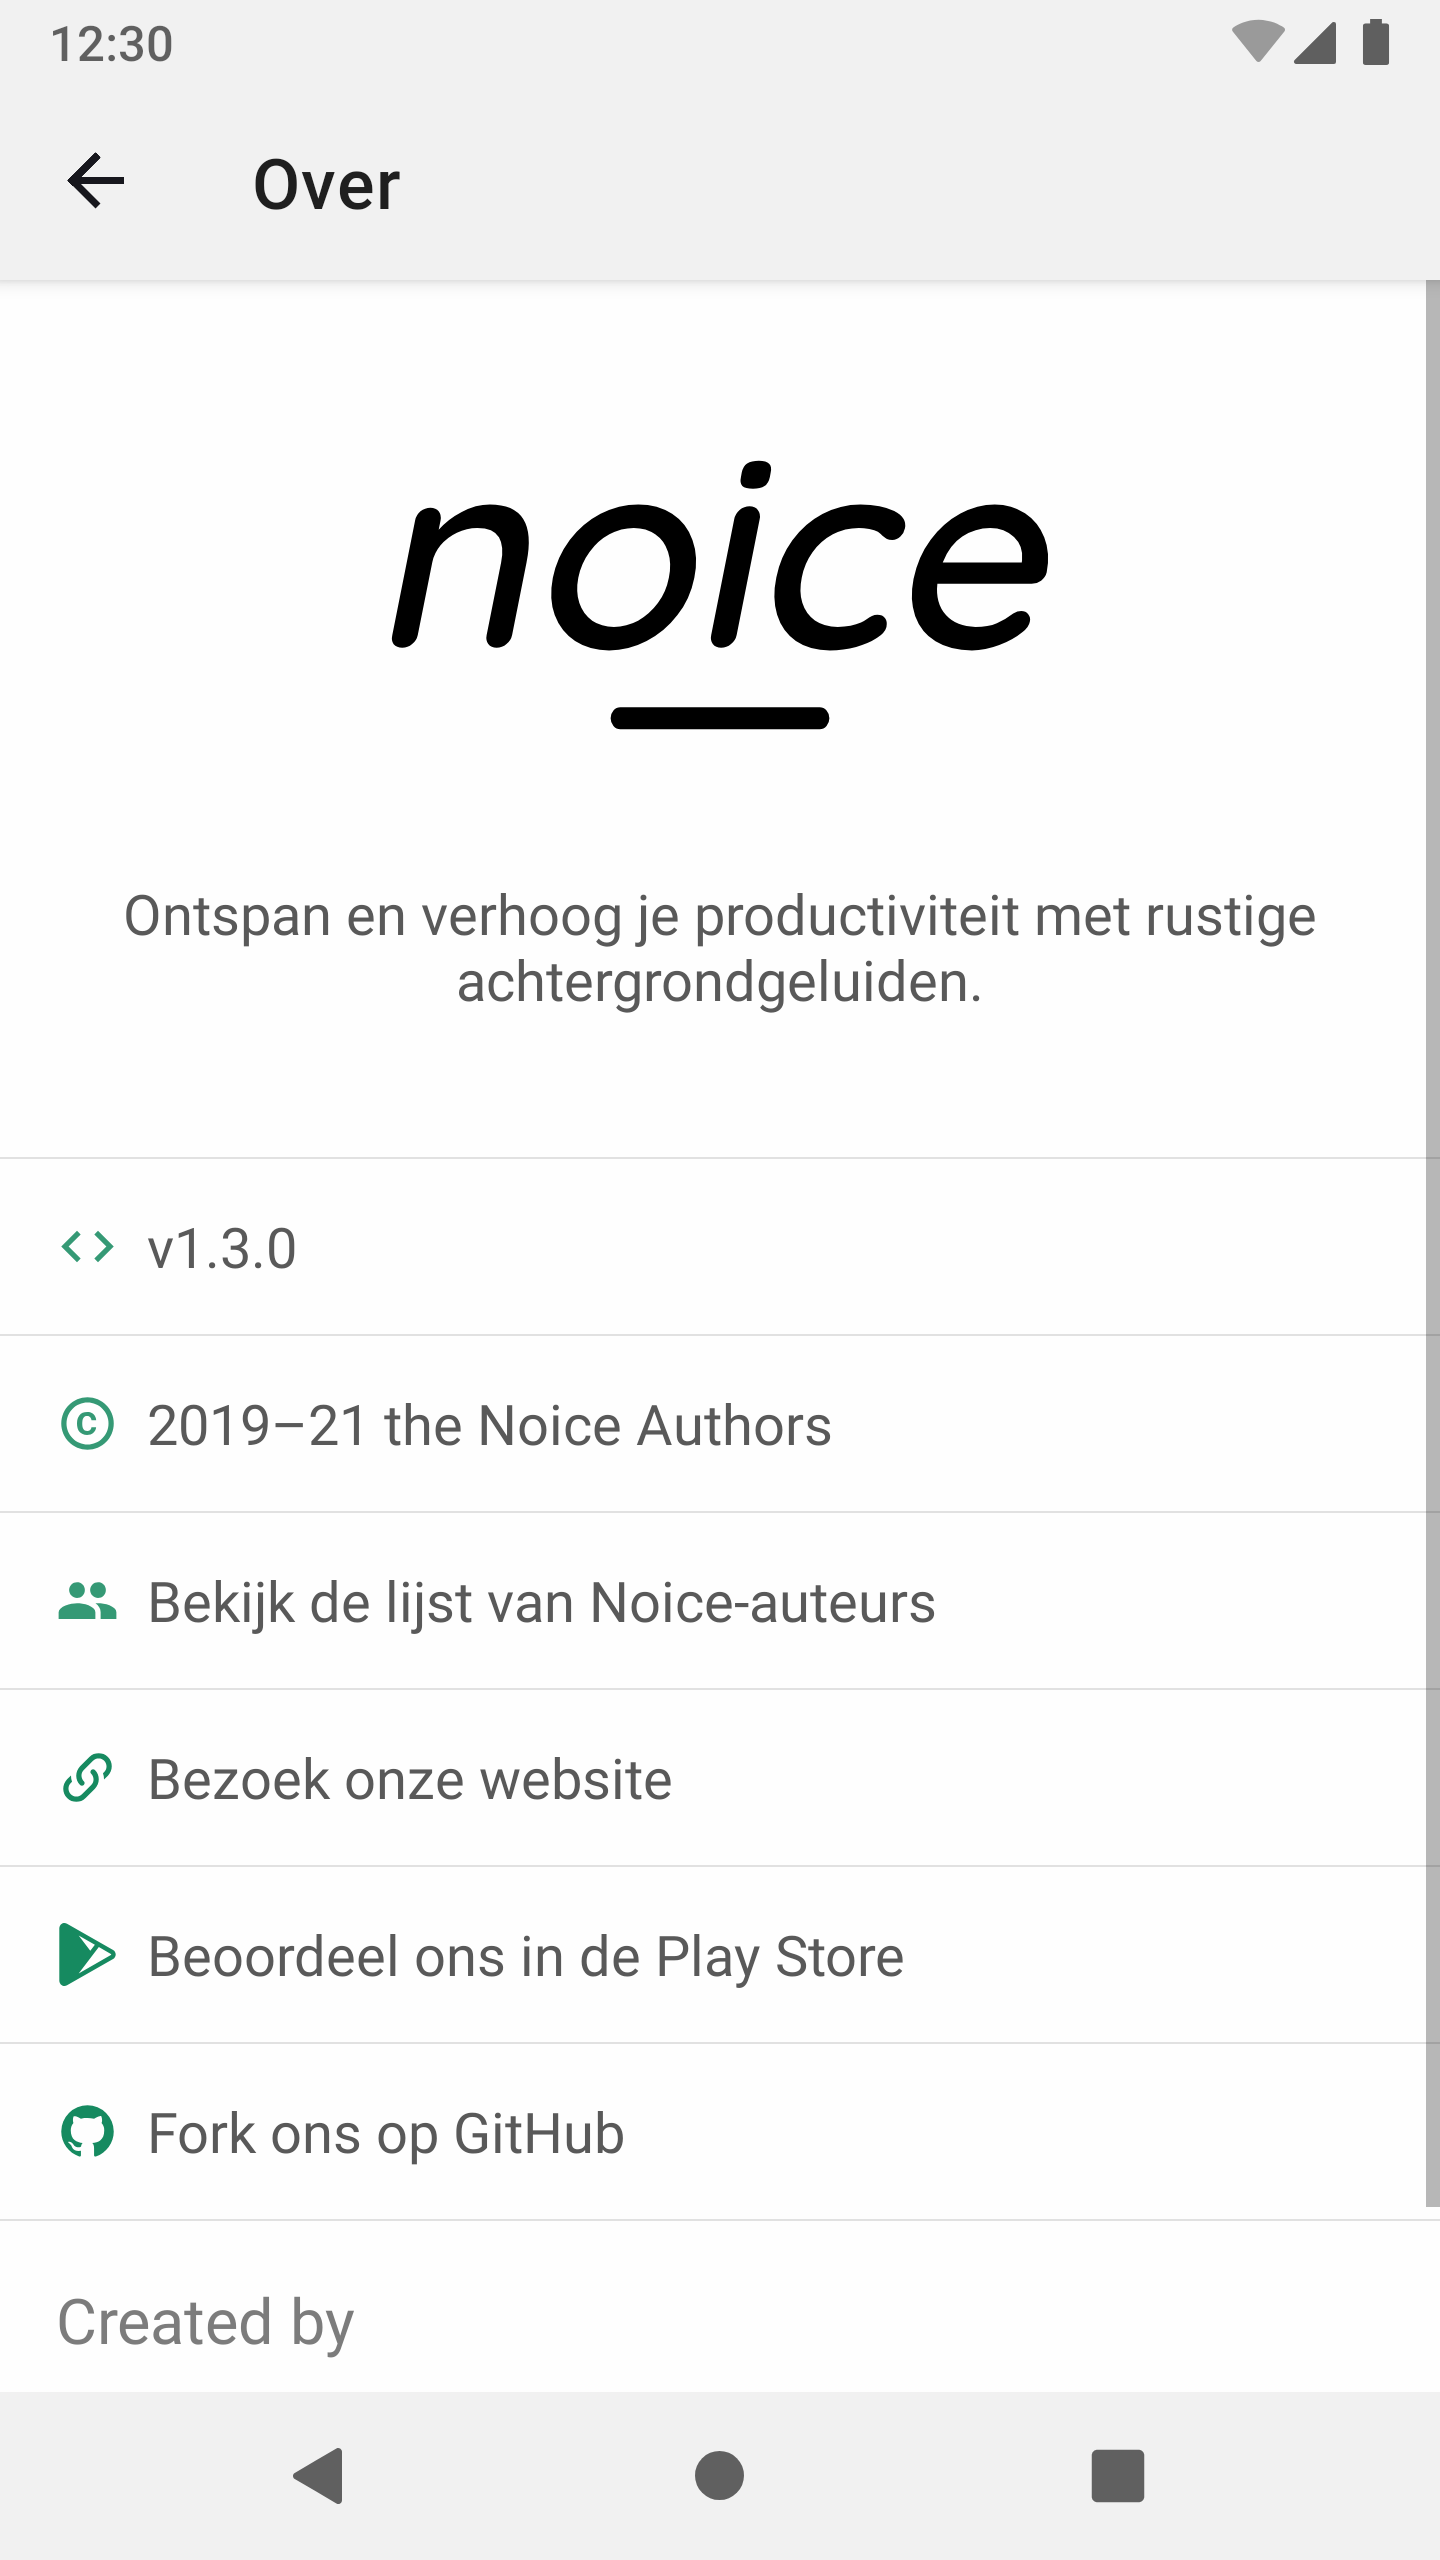 12:30
Over
noice
Ontspan en verhoog je productiviteit met rustige
achtergrondgeluiden.
v1.3.0
2019–21 the Noice Authors
Bekijk de lijst van Noice-auteurs
Bezoek onze website
Beoordeel ons in de Play Store
Fork ons op GitHub
Created by